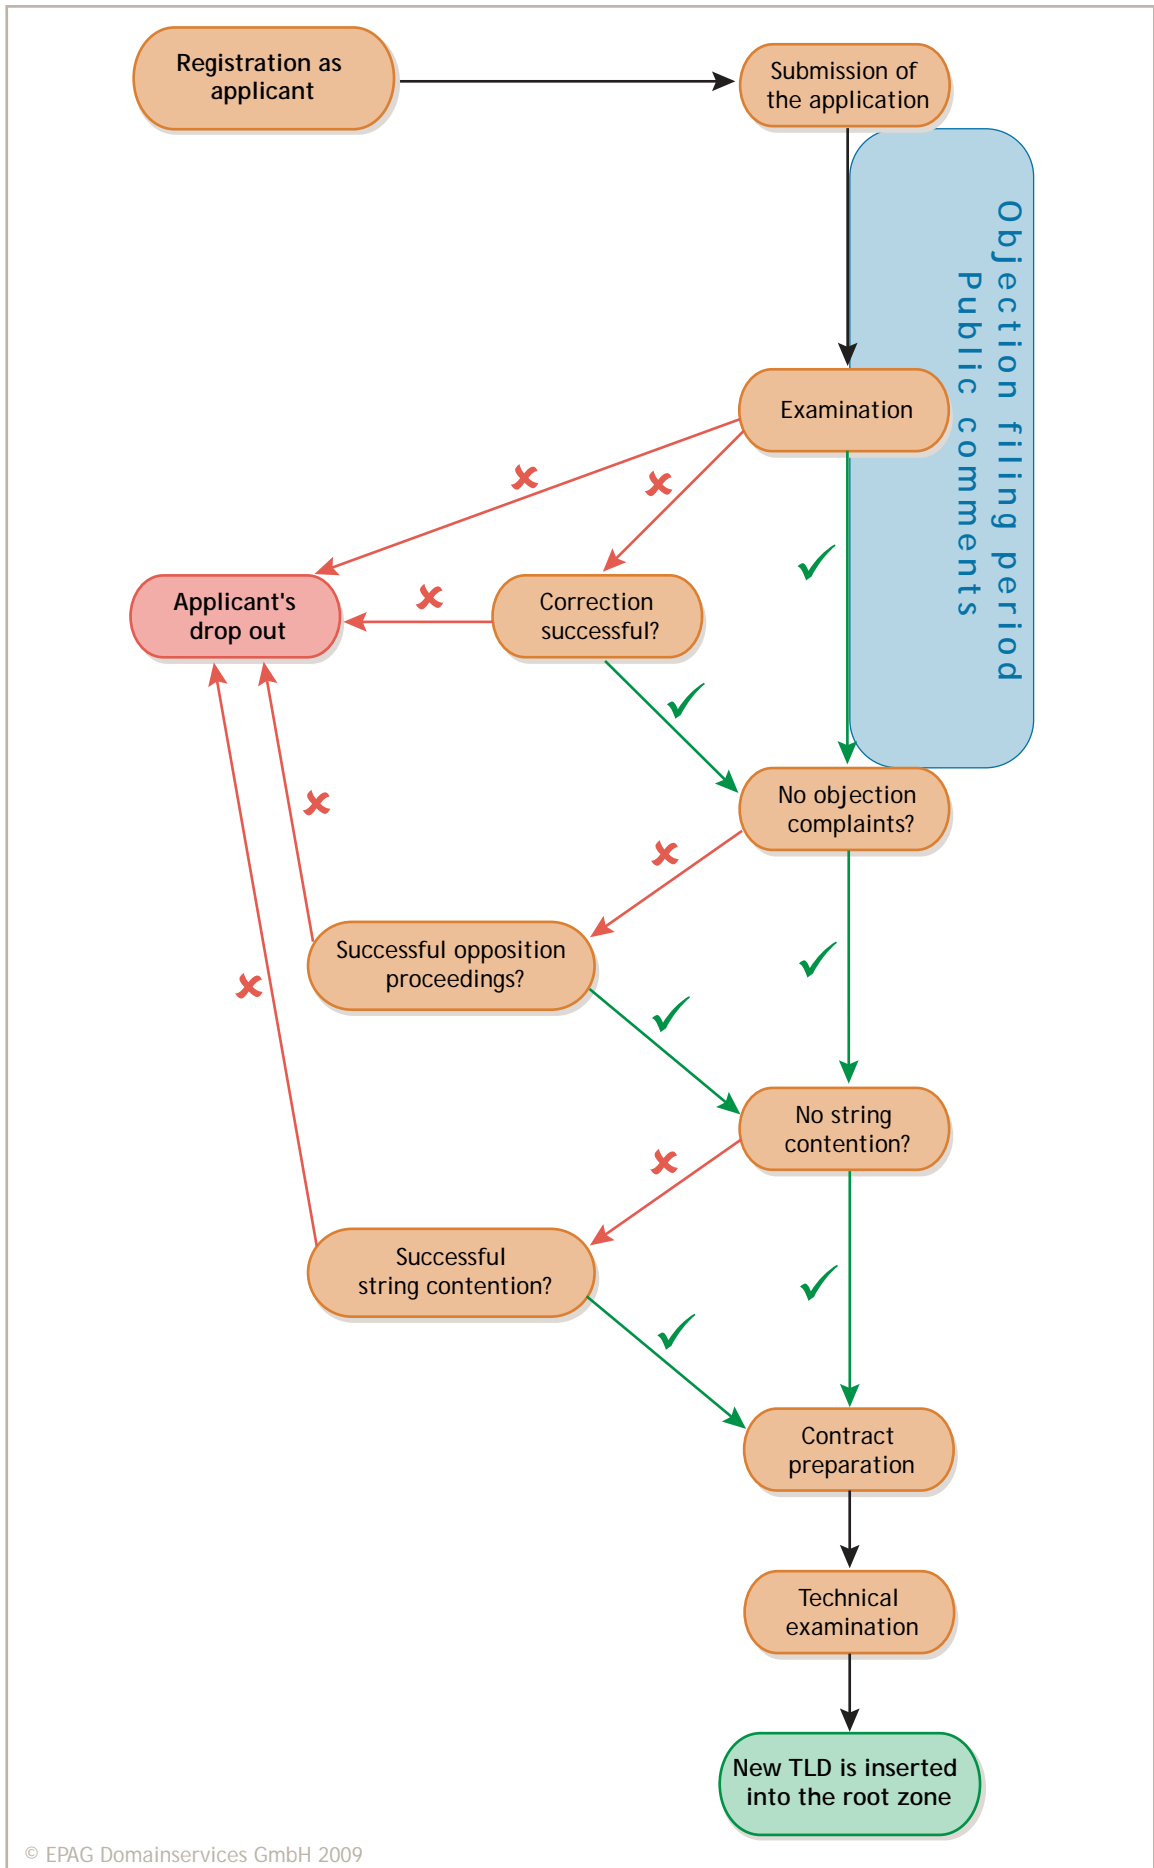 Registration as
applicant
Submission of
the application
Objection filing period
Public comments
Examination
Applicant's
drop out
Correction
successful?
No objection
complaints?
Successful opposition
proceedings?
No string
contention?
Successful
string contention?
Contract
preparation
Technical
examination
New TLD is inserted
into the root zone
© EPAG Domainservices GmbH 2009